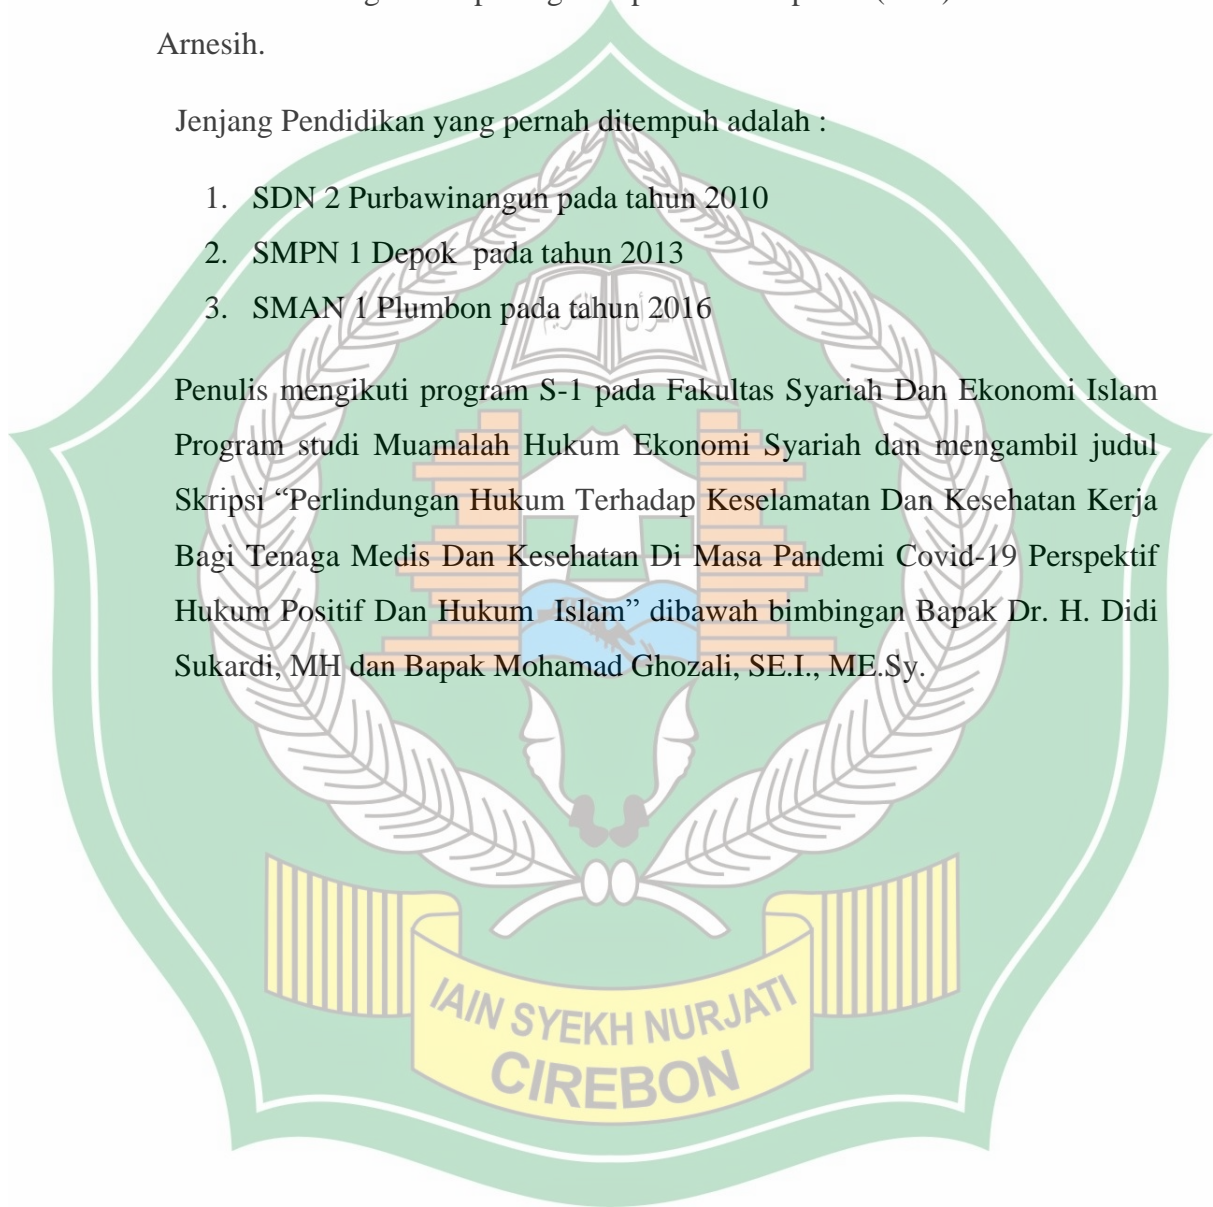 Arnesih.
Jenjang Pendidikan yang pernah ditempuh adalah :
1. SDN 2 Purbawinangun pada tahun 2010
2. SMPN 1 Depok pada tahun 2013
3. SMAN 1 Plumbon pada tahun 2016
Penulis mengikuti program S-1 pada Fakultas Syariah Dan Ekonomi Islam
Program studi Muamalah Hukum Ekonomi Syariah dan mengambil judul
Skripsi “Perlindungan Hukum Terhadap Keselamatan Dan Kesehatan Kerja
Bagi Tenaga Medis Dan Kesehatan Di Masa Pandemi Covid-19 Perspektif
Hukum Positif Dan Hukum Islam” dibawah bimbingan Bapak Dr. H. Didi
Sukardi, MH dan Bapak Mohamad Ghozali, SE.I., ME.Sy.
IAIN SYEKH NURJATI
CIREBON